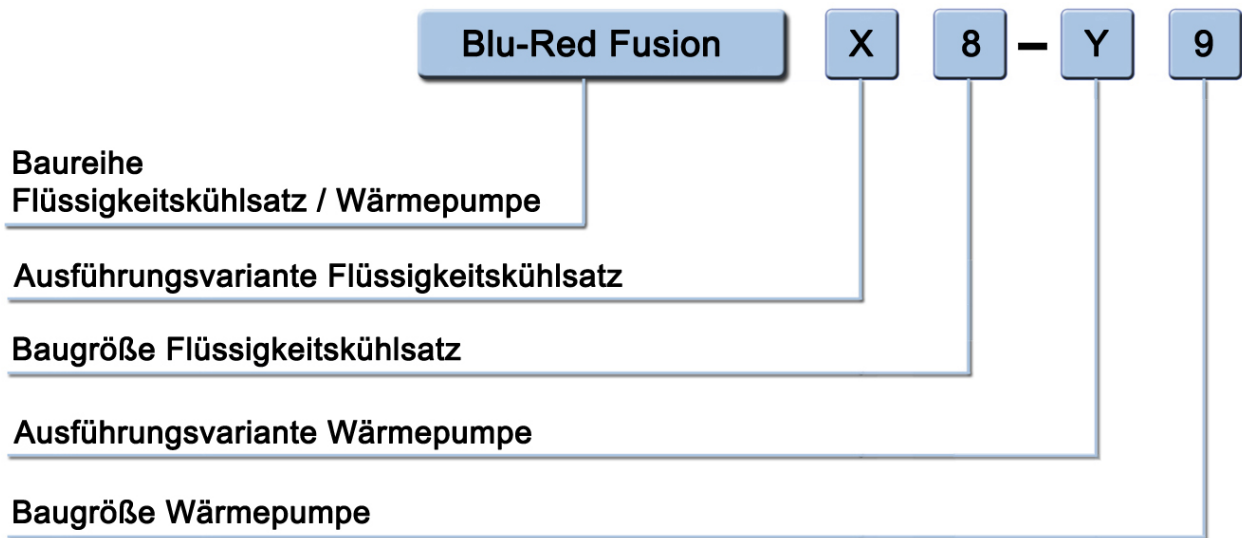 Blu-Red Fusion X 8 – Y 9
Baureihe
Flüssigkeitskühlsatz / Wärmepumpe
Ausführungsvariante Flüssigkeitskühlsatz
Baugröße Flüssigkeitskühlsatz
Ausführungsvariante Wärmepumpe
Baugröße Wärmepumpe